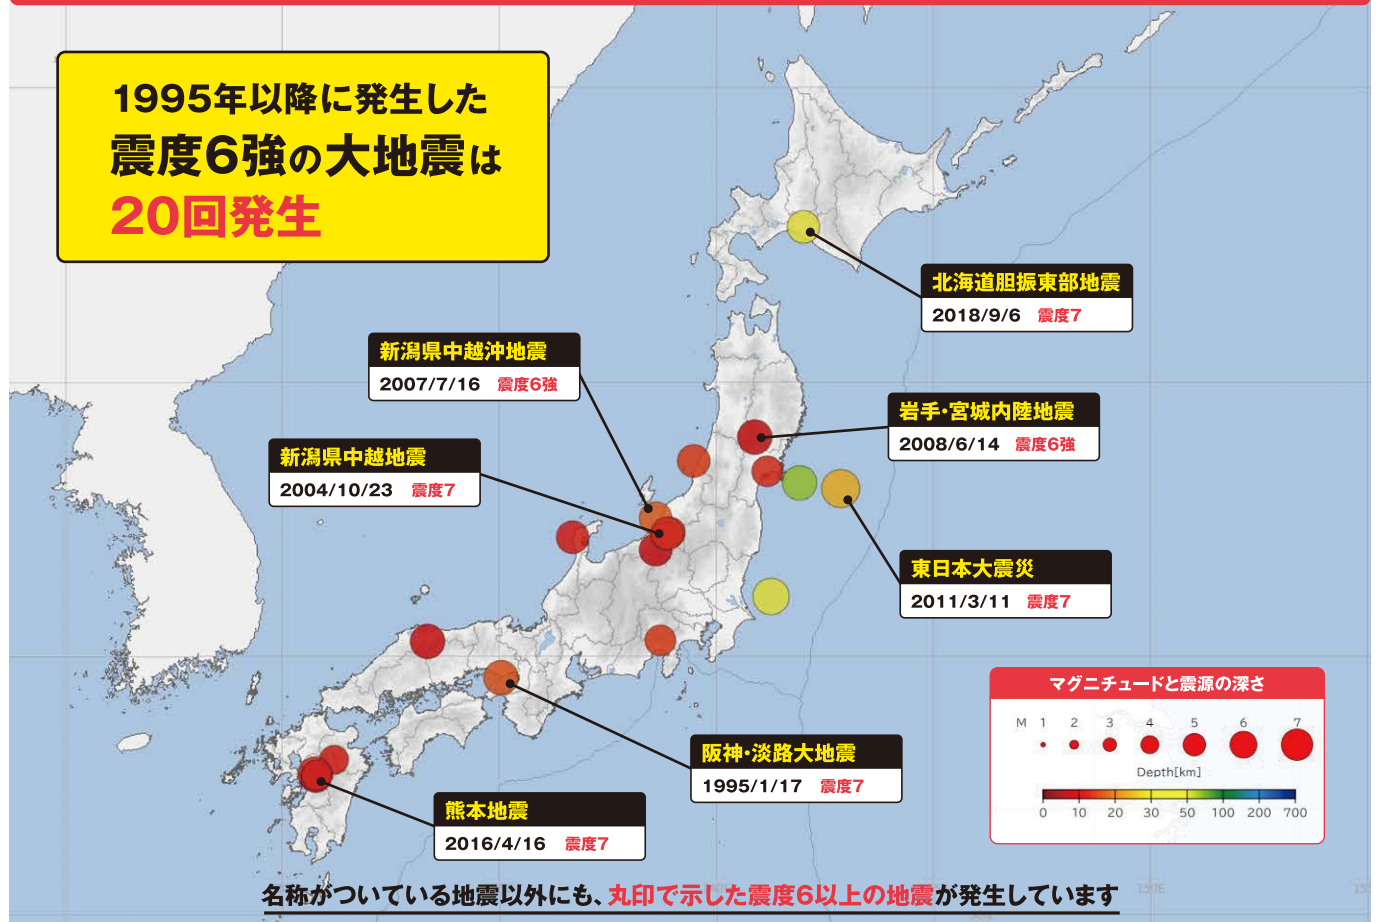 1995年以降に発生した
震度6強の大地震は
20回発生
北海道胆振東部地震
2018/9/6 震度7
新潟県中越沖地震
2007/7/16 震度6強
岩手・宮城内陸地震
2008/6/14 震度6強
新潟県中越地震
2004/10/23 震度7
東日本大震災
2011/3/11 震度7
阪神・淡路大地震
1995/1/17 震度7
熊本地震
2016/4/16 震度7
マグニチュードと震源の深さ
M 1 2 3 4 5 6 7
Depth[km]
0 10 20 30 50 100 200 700
150E
名称がついている地震以外にも、丸印で示した震度6以上の地震が発生しています